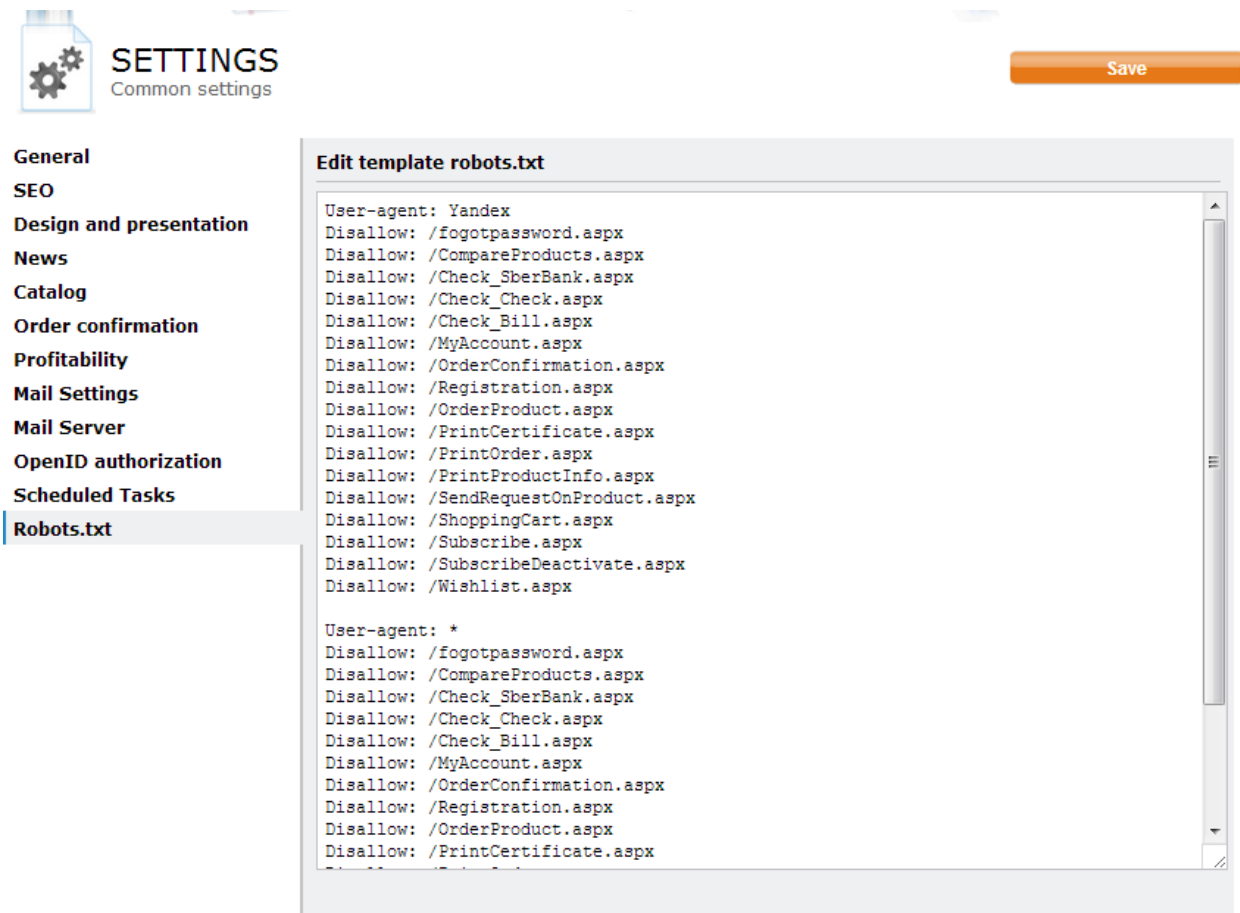 SETTINGS
Common settings
Save
General
SEO
Design and presentation
News
Catalog
Order confirmation
Profitability
Mail Settings
Mail Server
OpenID authorization
Scheduled Tasks
Robots.txt
Edit template robots.txt
User-agent: Yandex
Disallow: /fogotpassword.aspx
Disallow: /CompareProducts.aspx
Disallow: /Check_SberBank.aspx
Disallow: /Check_Check.aspx
Disallow: /Check_Bill.aspx
Disallow: /MyAccount.aspx
Disallow: /OrderConfirmation.aspx
Disallow: /Registration.aspx
Disallow: /OrderProduct.aspx
Disallow: /PrintCertificate.aspx
Disallow: /PrintOrder.aspx
Disallow: /PrintProductInfo.aspx
Disallow: /SendRequestOnProduct.aspx
Disallow: /ShoppingCart.aspx
Disallow: /Subscribe.aspx
Disallow: /SubscribeDeactivate.aspx
Disallow: /Wishlist.aspx
User-agent: *
Disallow: /fogotpassword.aspx
Disallow: /CompareProducts.aspx
Disallow: /Check_SberBank.aspx
Disallow: /Check_Check.aspx
Disallow: /Check_Bill.aspx
Disallow: /MyAccount.aspx
Disallow: /OrderConfirmation.aspx
Disallow: /Registration.aspx
Disallow: /OrderProduct.aspx
Disallow: /PrintCertificate.aspx